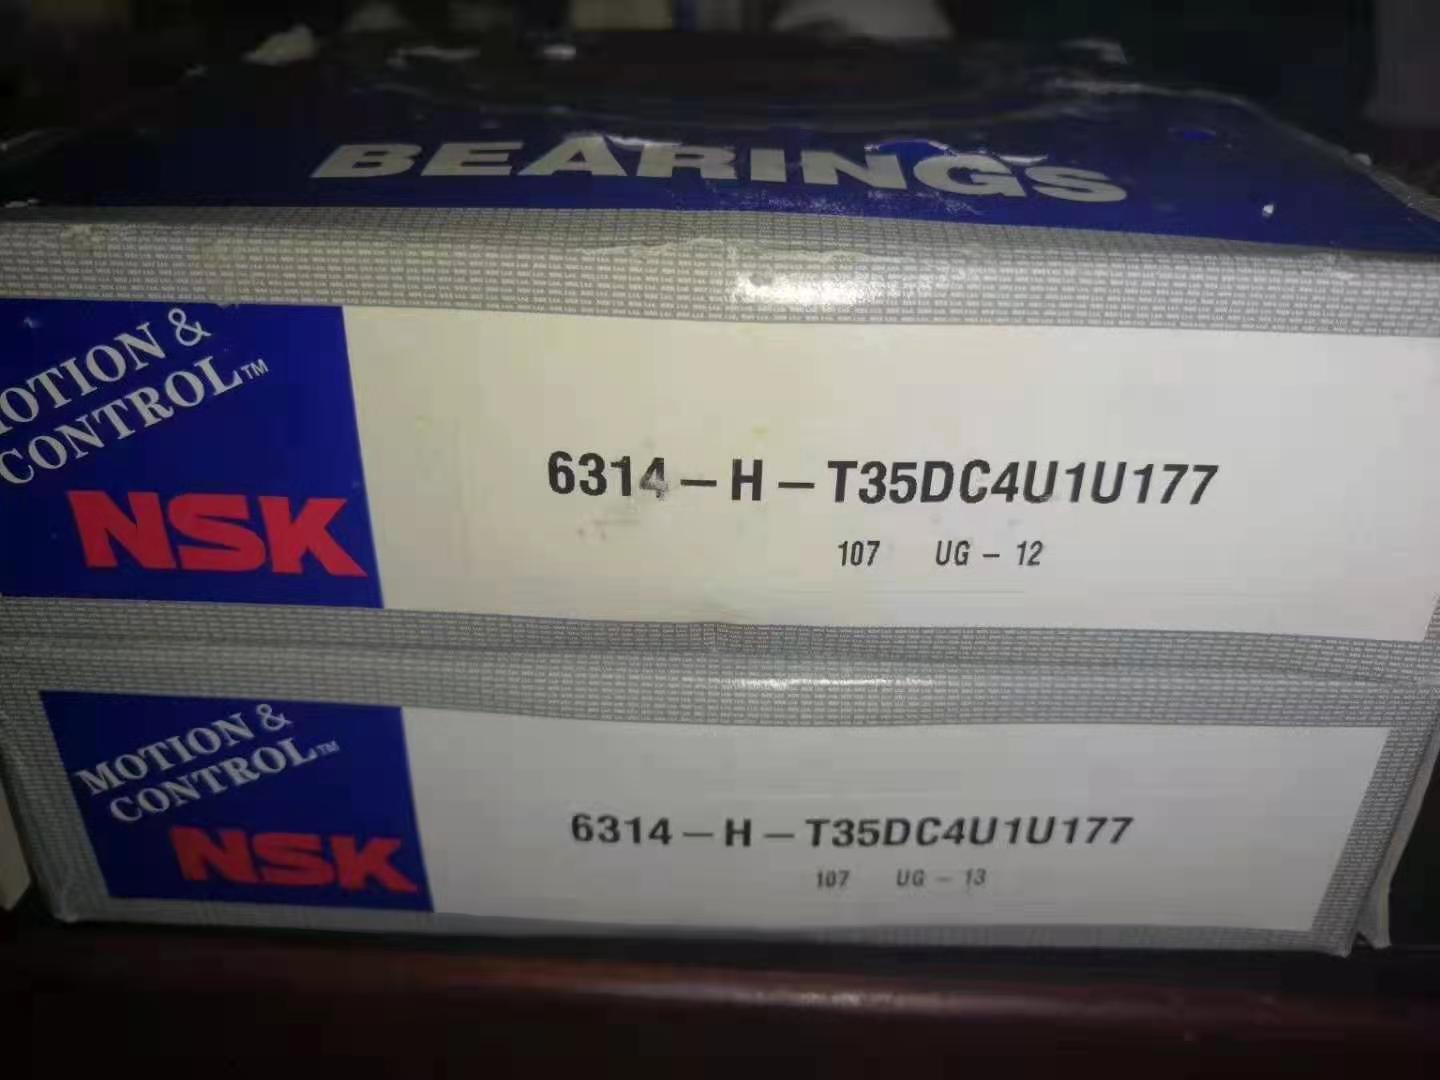 BEARINGS
MOTION &
CONTROL™
NSK
6314-H-T35DC4U1U177
107 UG-12
MOTION &
CONTROL™
NSK
6314-H-T35DC4U1U177
107 UG-13